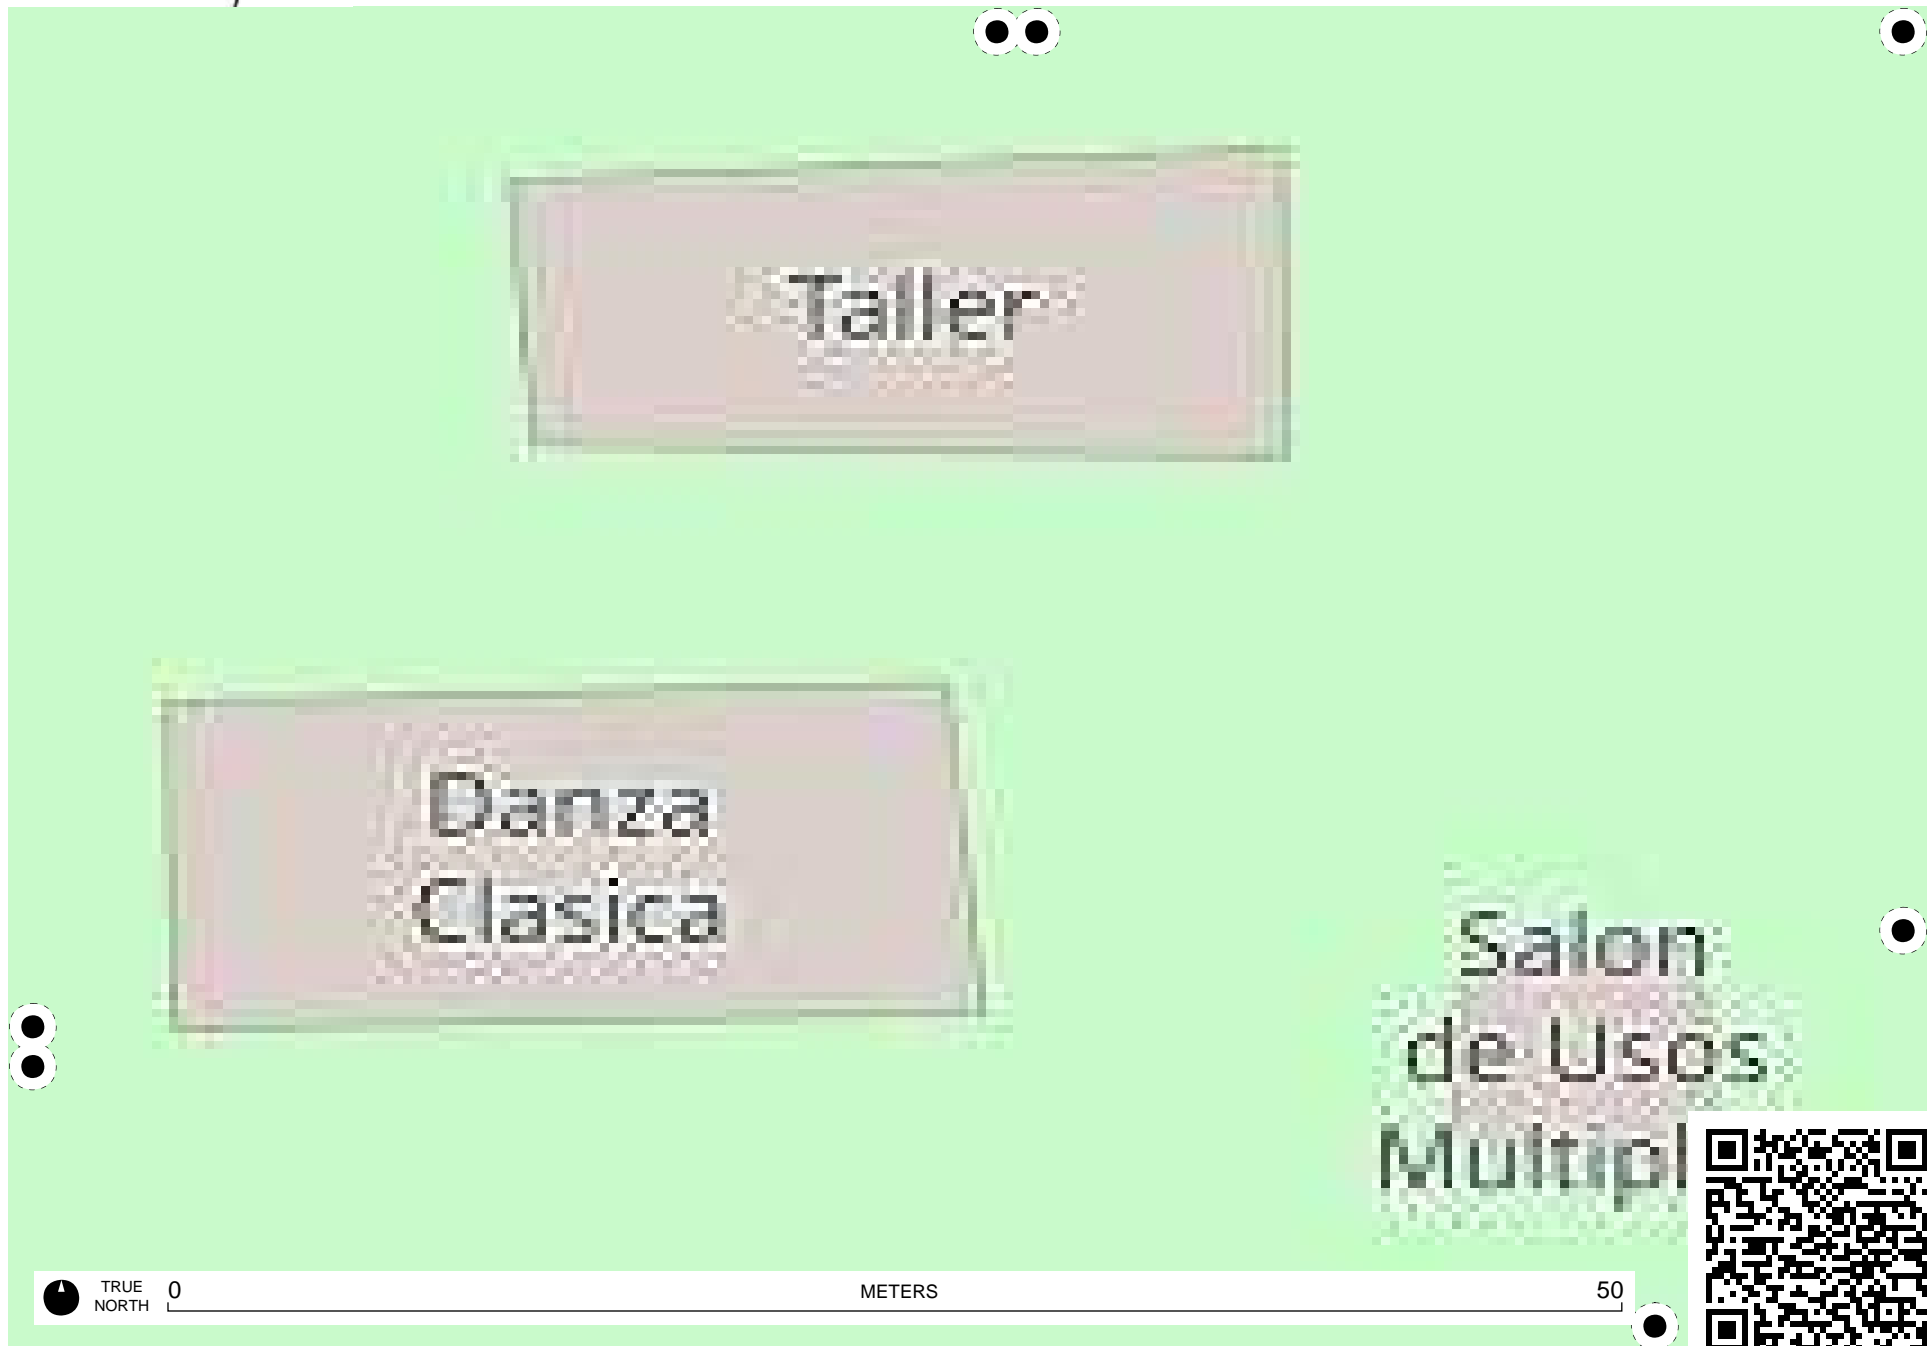 Taller
Danza
Clasica
Salon
de Usos
Multipl
TRUE
NORTH
0
METERS
50